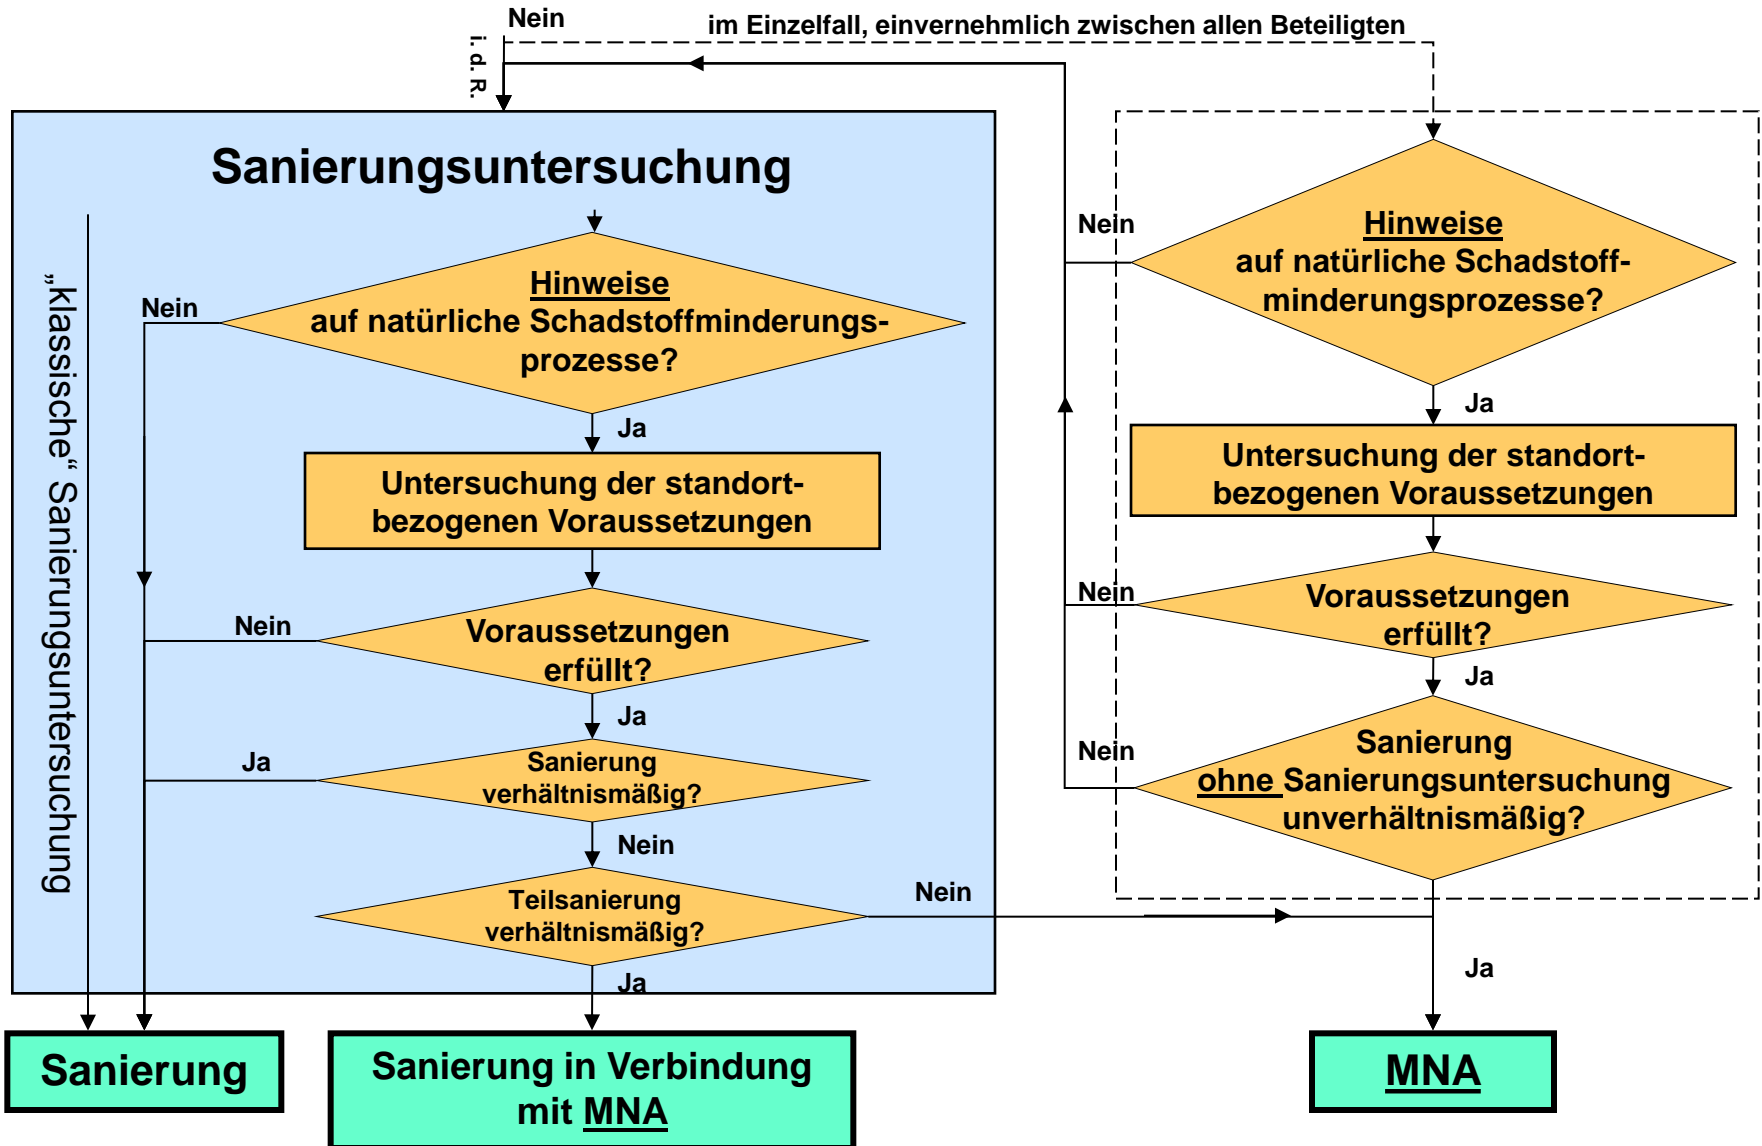 Nein
im Einzelfall, einvernehmlich zwischen allen Beteiligten
i. d. R.
Sanierungsuntersuchung
„klassische“ Sanierungsuntersuchung
Hinweise
auf natürliche Schadstoffminderungs-
prozesse?
Nein
Ja
Untersuchung der standort-
bezogenen Voraussetzungen
Voraussetzungen
erfüllt?
Nein
Ja
Sanierung
verhältnismäßig?
Ja
Nein
Teilsanierung
verhältnismäßig?
Nein
Ja
Hinweise
auf natürliche Schadstoff-
minderungsprozesse?
Nein
Ja
Untersuchung der standort-
bezogenen Voraussetzungen
Voraussetzungen
erfüllt?
Nein
Ja
Sanierung
ohne Sanierungsuntersuchung
unverhältnismäßig?
Nein
Ja
Sanierung
Sanierung in Verbindung
mit MNA
MNA